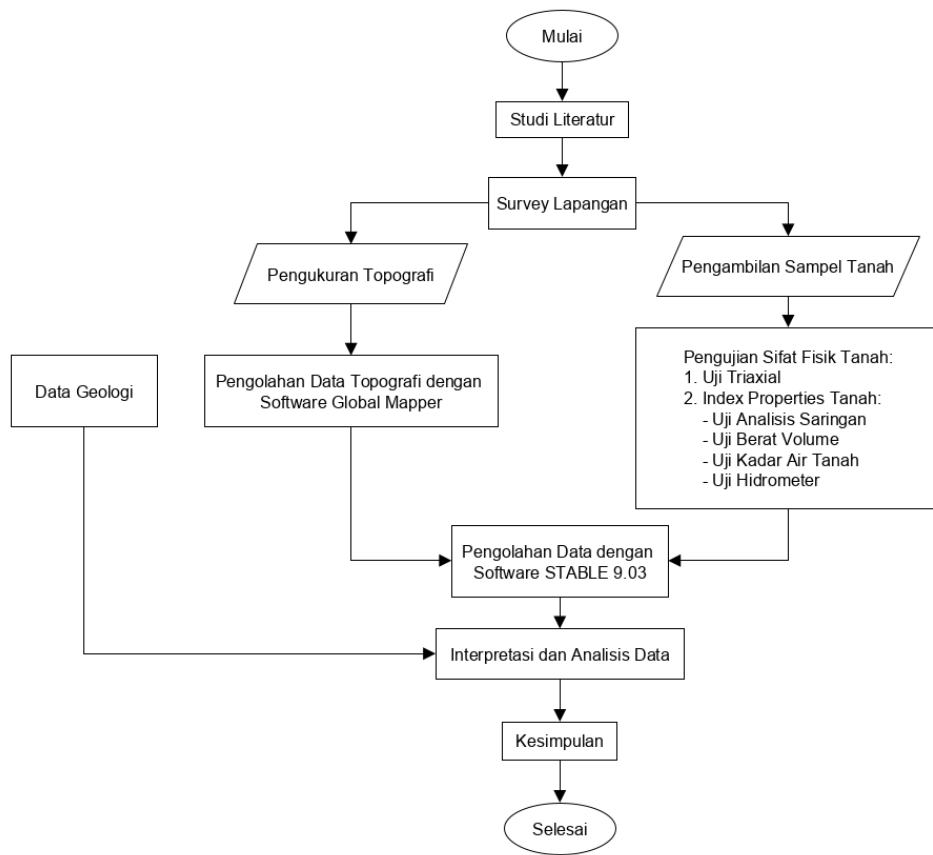 Mulai
Studi Literatur
Survey Lapangan
Pengukuran Topografi
Pengambilan Sampel Tanah
Data Geologi
Pengolahan Data Topografi dengan
Software Global Mapper
Pengujian Sifat Fisik Tanah:
1. Uji Triaxial
2. Index Properties Tanah:
- Uji Analisis Saringan
- Uji Berat Volume
- Uji Kadar Air Tanah
- Uji Hidrometer
Pengolahan Data dengan
Software STABLE 9.03
Interpretasi dan Analisis Data
Kesimpulan
Selesai